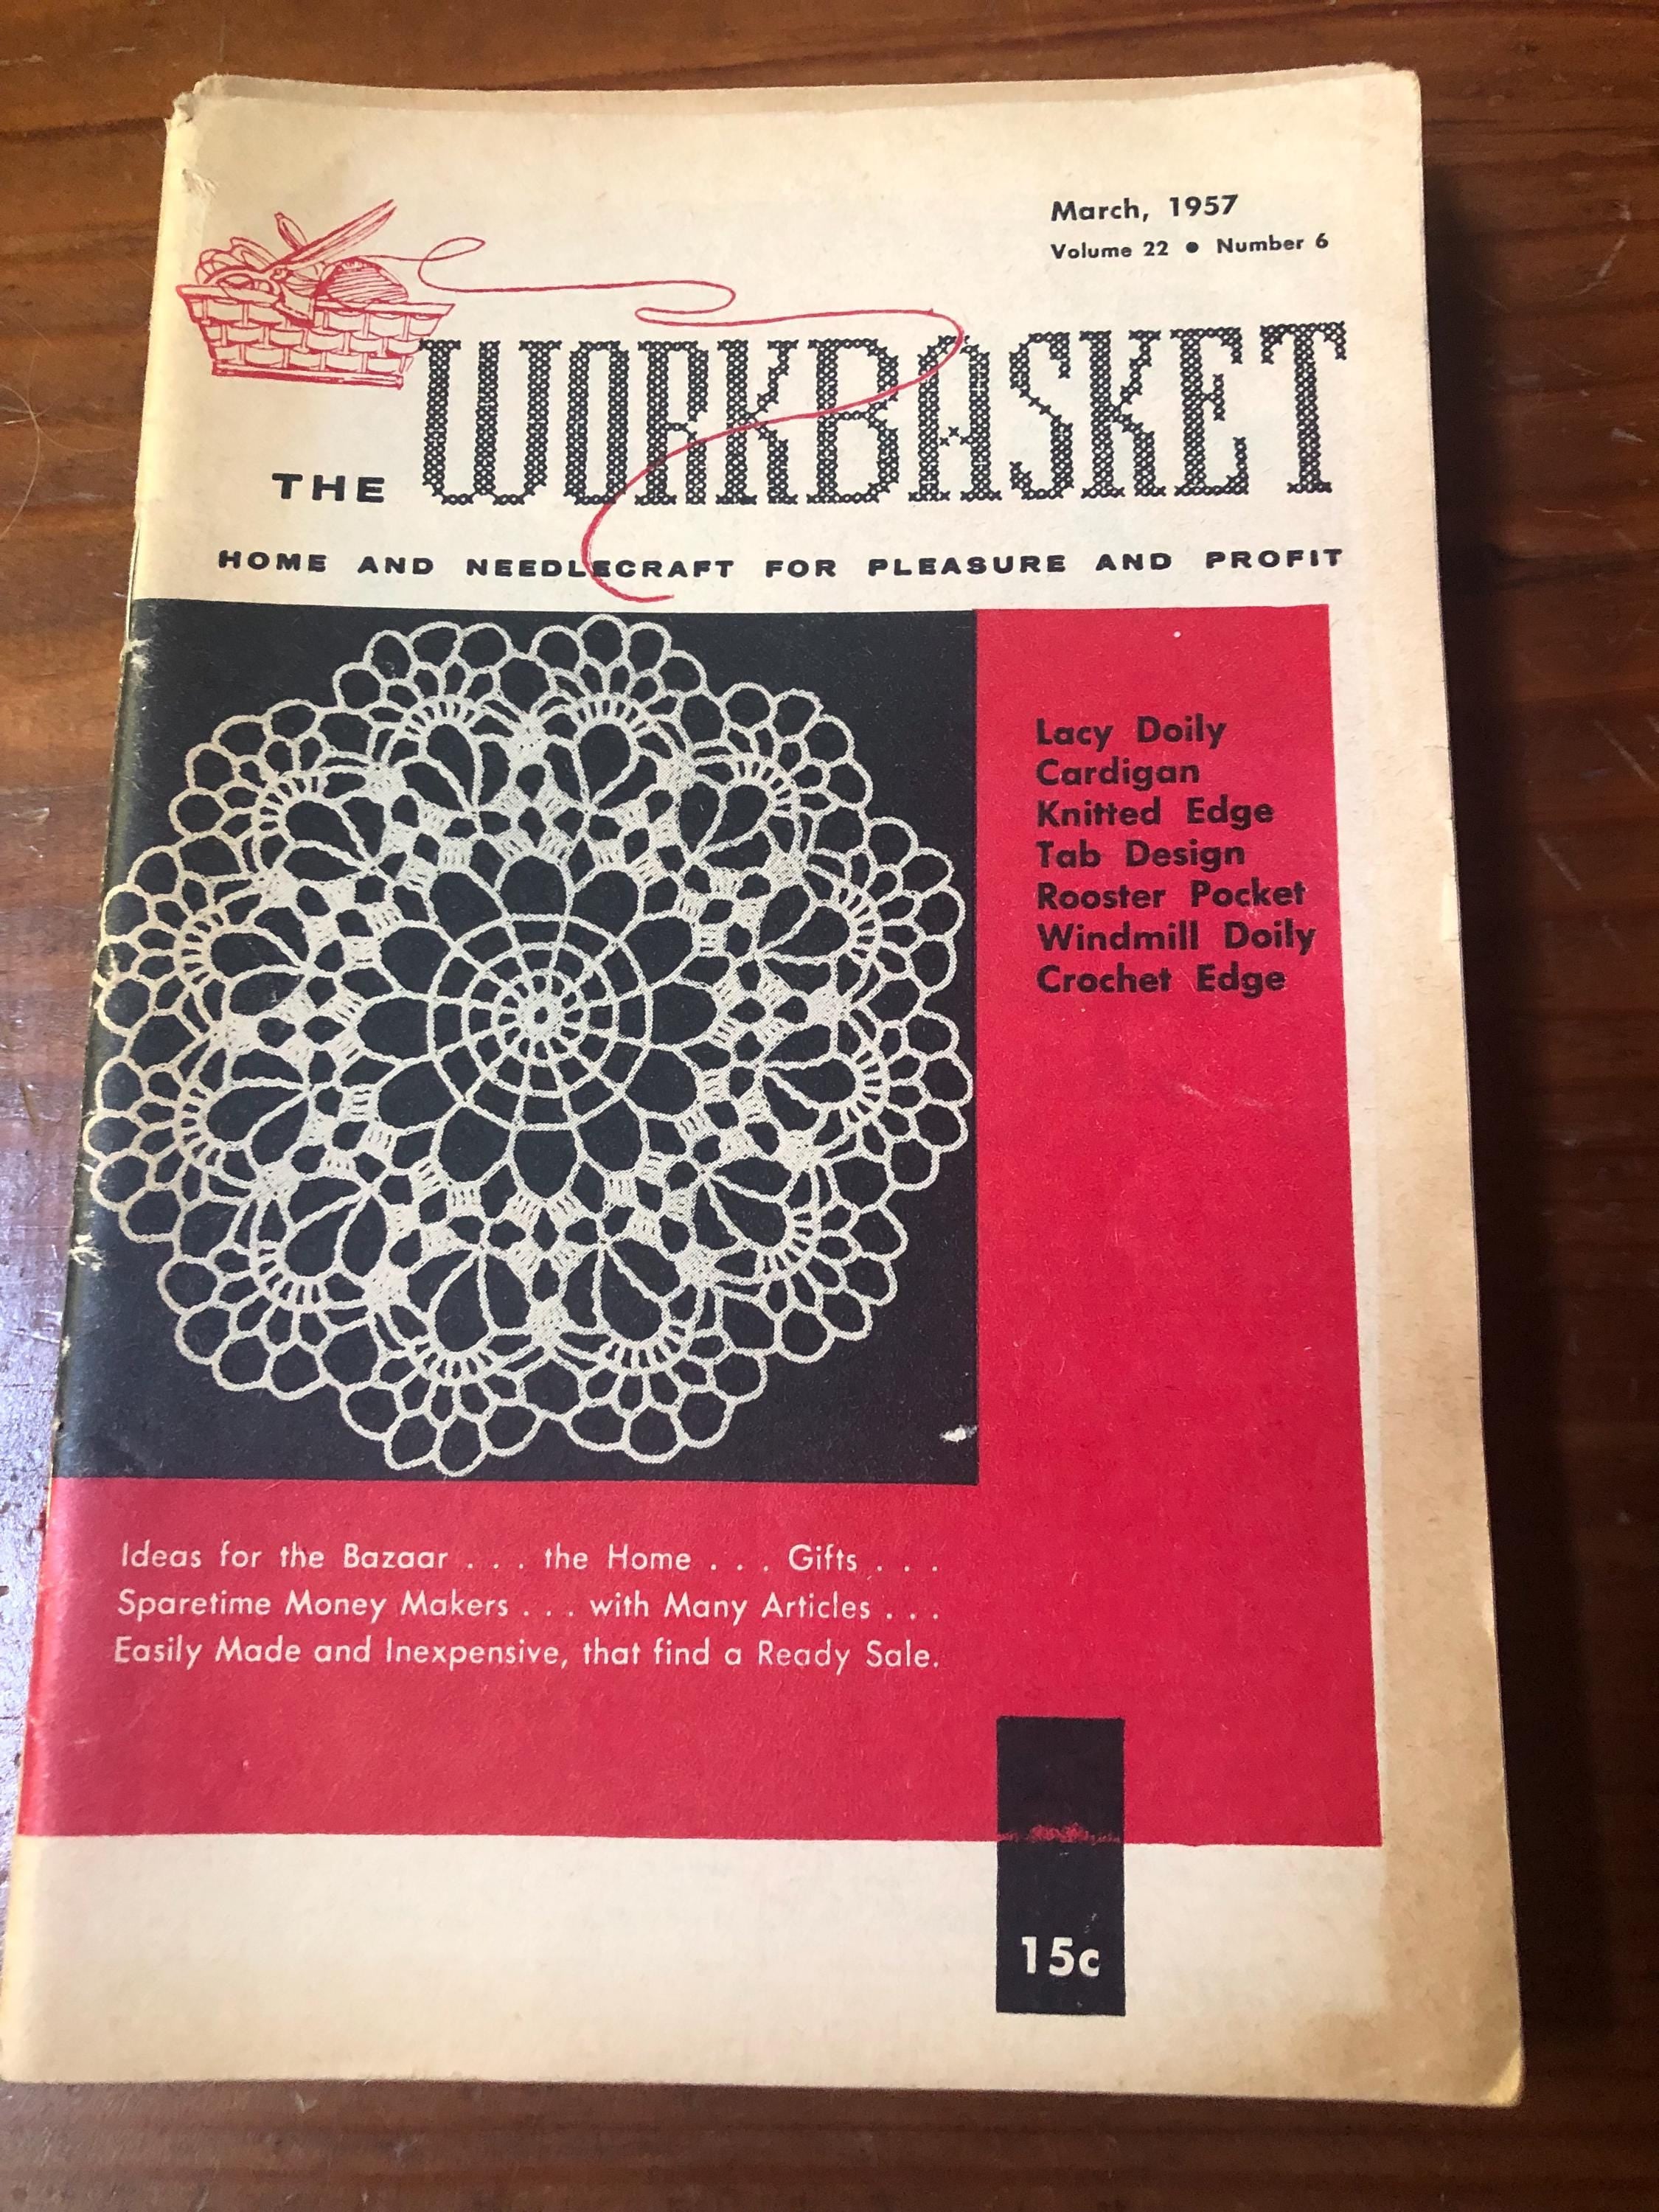 March, 1957
Volume 22 • Number 6
THE WORKBASKET
HOME AND NEEDLECRAFT FOR PLEASURE AND PROFIT
Lacy Doily
Cardigan
Knitted Edge
Tab Design
Rooster Pocket
Windmill Doily
Crochet Edge
Ideas for the Bazaar . . . the Home . . . Gifts . . .
Sparetime Money Makers . . . with Many Articles . . .
Easily Made and Inexpensive, that find a Ready Sale.
15c